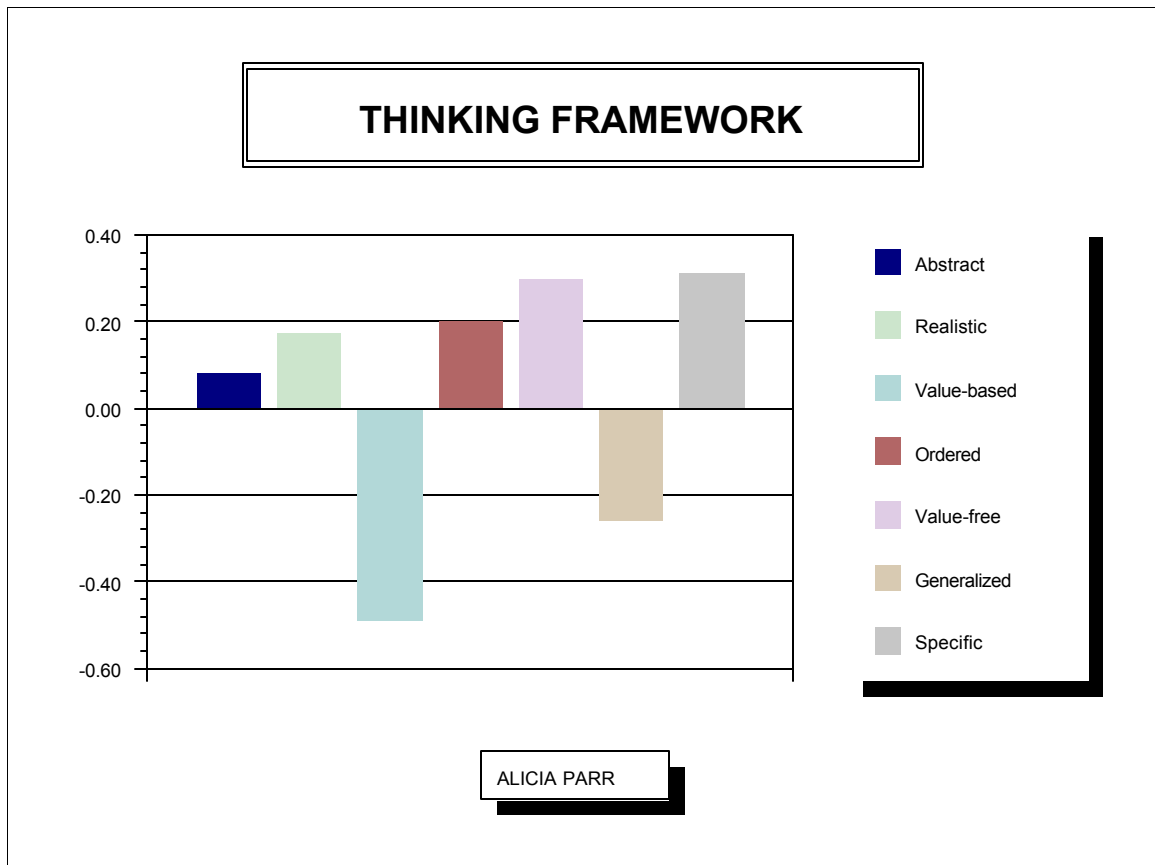 THINKING FRAMEWORK
0.40
0.20
0.00
-0.20
-0.40
-0.60
Abstract
Realistic
Value-based
Ordered
Value-free
Generalized
Specific
ALICIA PARR